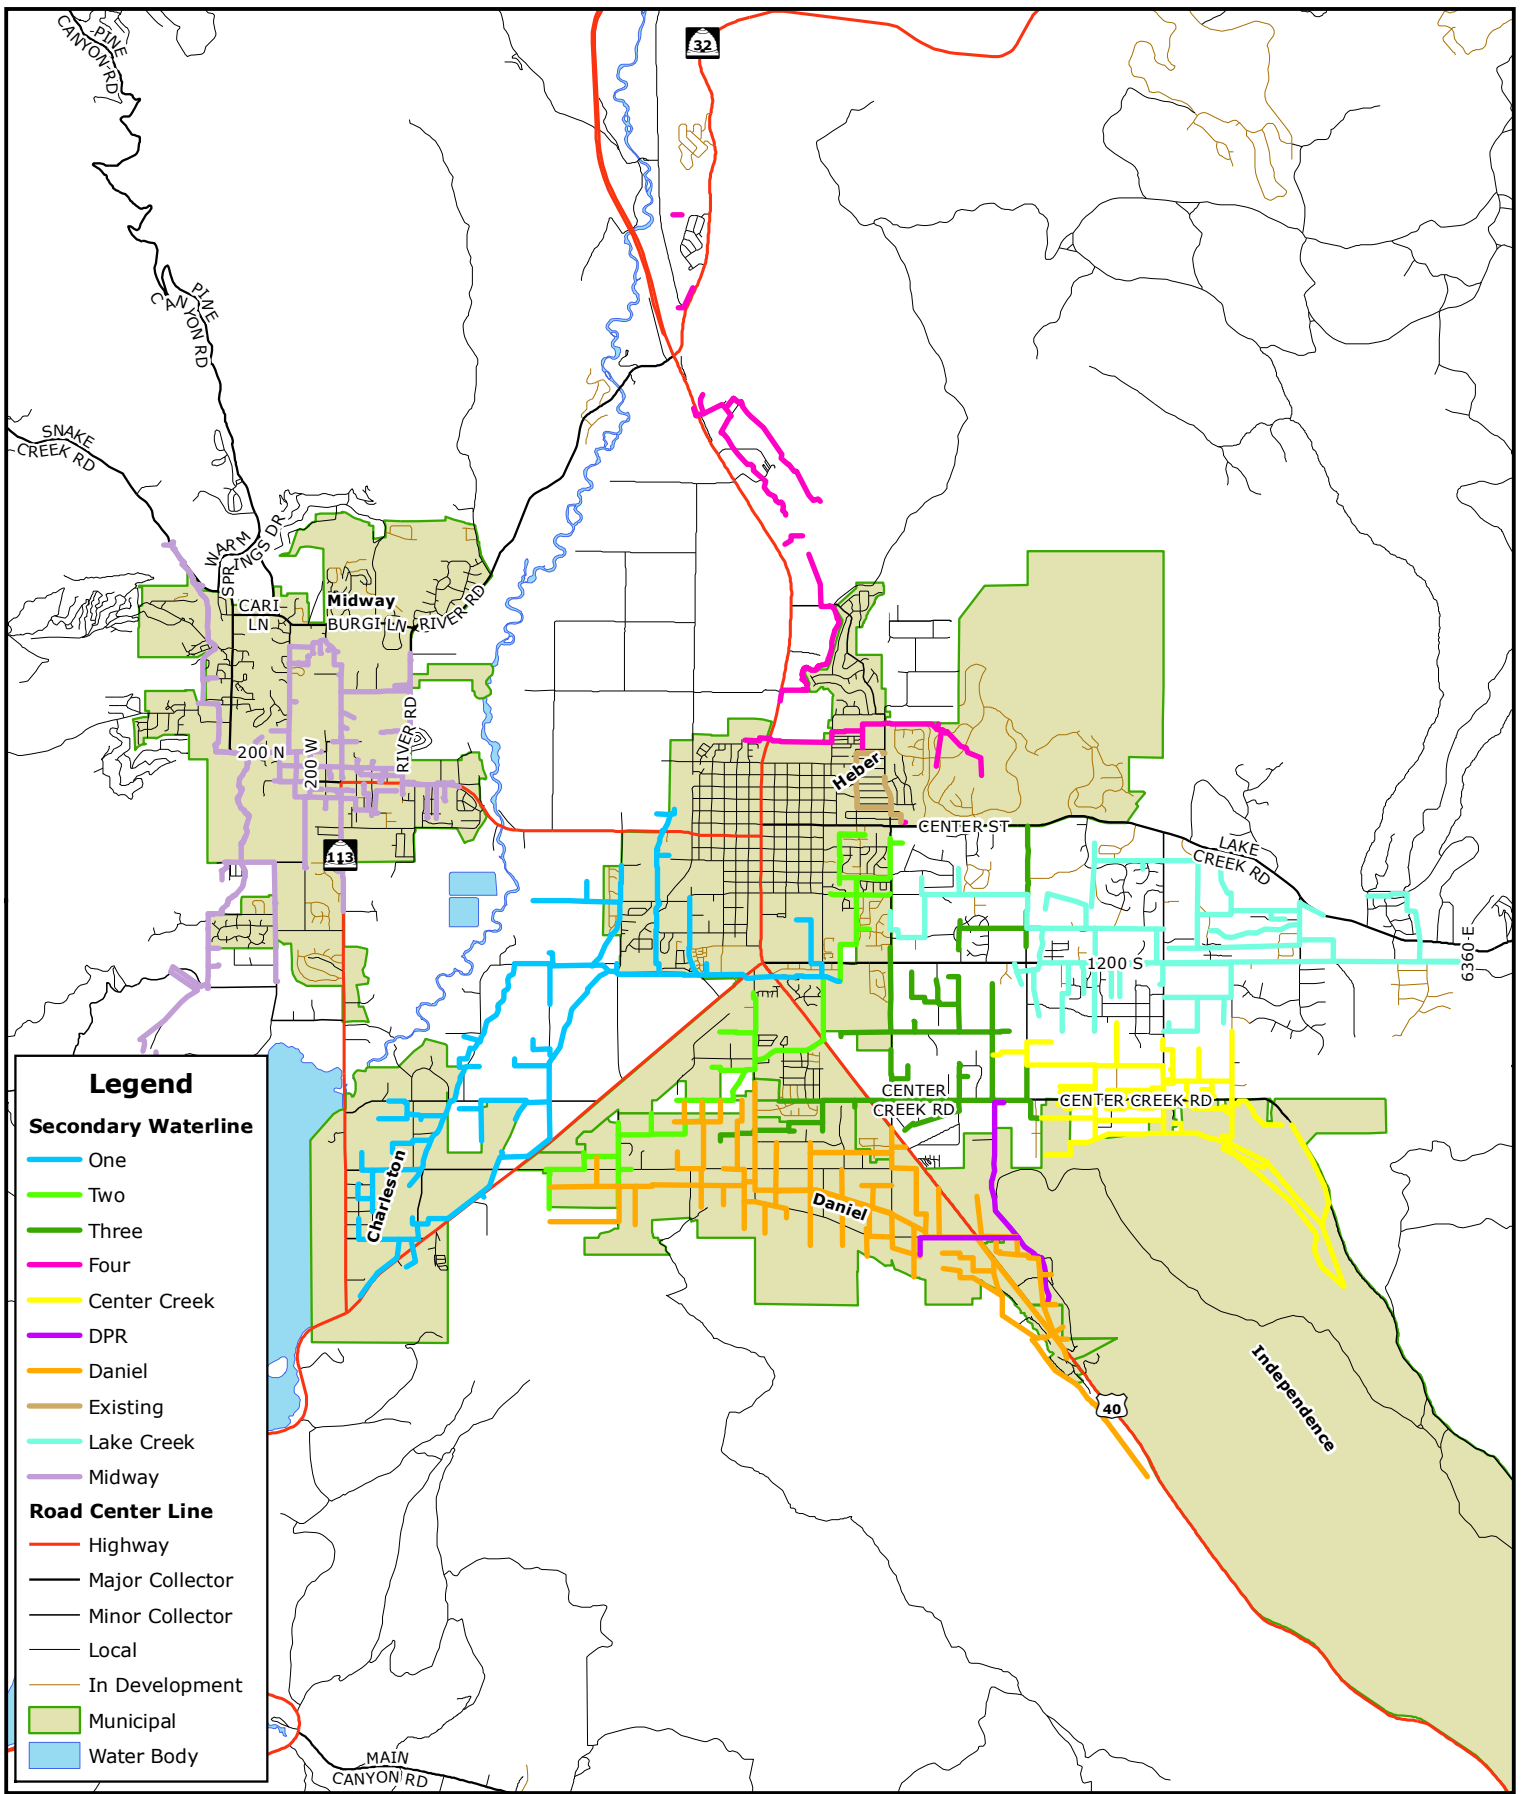 PINE
CANYON RD
32
PINE
CANYON RD
SNAKE
CREEK RD
WARM
SPRINGS DR
CARI
LN
Midway
BURGI LN
RIVER RD
RIVER RD
200 N
200 W
113
Heber
CENTER ST
LAKE
CREEK RD
1200 S
6360 E
CENTER
CREEK RD
CENTER CREEK RD
Charleston
Daniel
Independence
40
MAIN
CANYON RD
Legend
Secondary Waterline
One
Two
Three
Four
Center Creek
DPR
Daniel
Existing
Lake Creek
Midway
Road Center Line
Highway
Major Collector
Minor Collector
Local
In Development
Municipal
Water Body